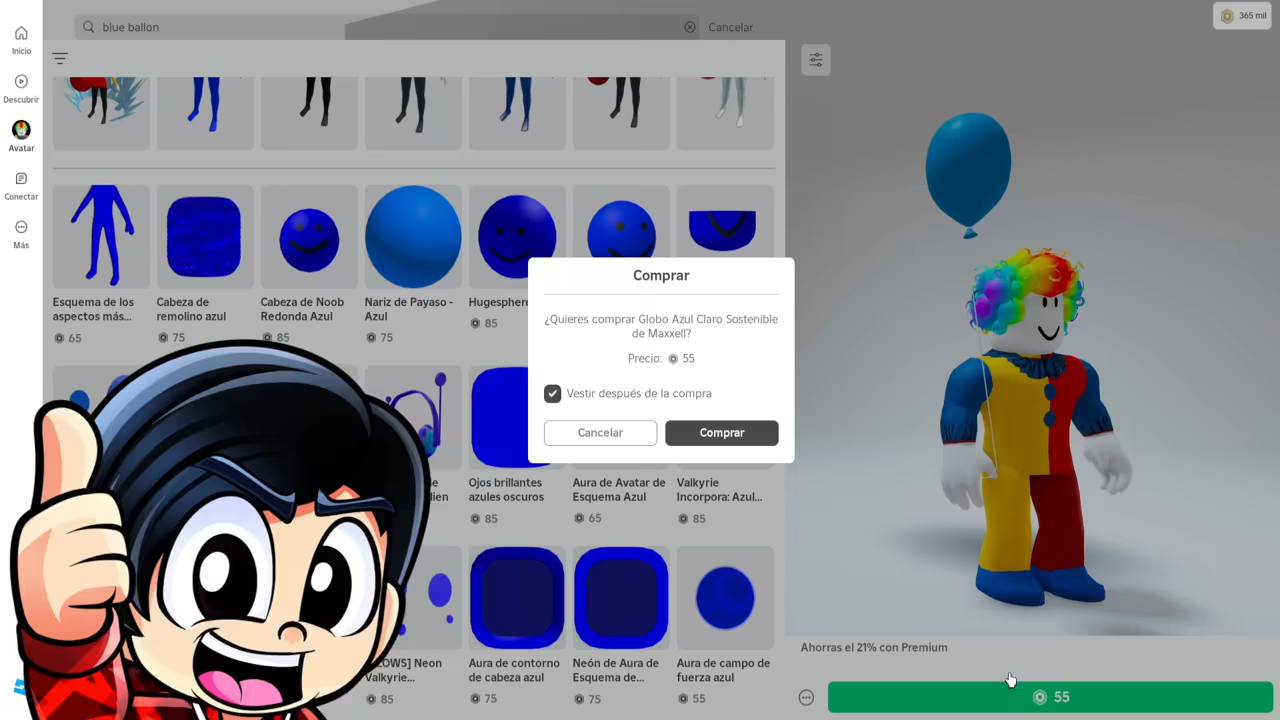 blue ballon
Cancelar
365 mil
Inicio
Descubrir
Avatar
Conectar
Más
Esquema de los aspectos más...
65
Cabeza de remolino azul
75
Cabeza de Noob Redonda Azul
85
Nariz de Payaso - Azul
75
Hugesphere
85
Comprar
¿Quieres comprar Globo Azul Claro Sostenible
de Maxxell?
Precio: 55
Vestir después de la compra
Cancelar
Comprar
Ojos brillantes azules oscuros
85
Aura de Avatar de Esquema Azul
65
Valkyrie Incorpora: Azul...
85
Neon Valkyrie...
85
Aura de contorno de cabeza azul
75
Neón de Aura de Esquema de...
75
Aura de campo de fuerza azul
55
Ahorras el 21% con Premium
55